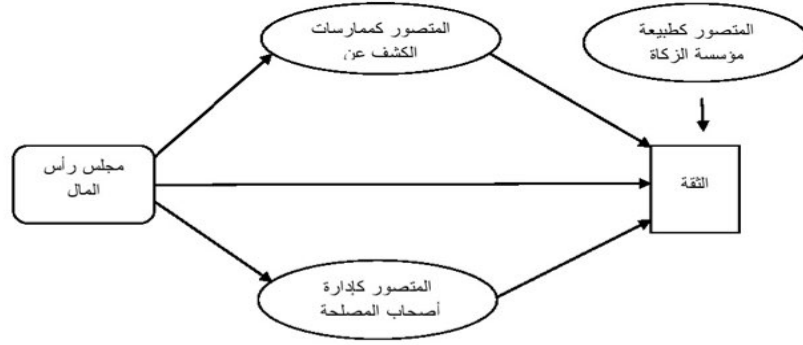 المتصور كطبيعة
مؤسسة الزكاة
المتصور كممارسات
الكشف عن
مجلس رأس
المال
الثقة
المتصور كإدارة
أصحاب المصلحة